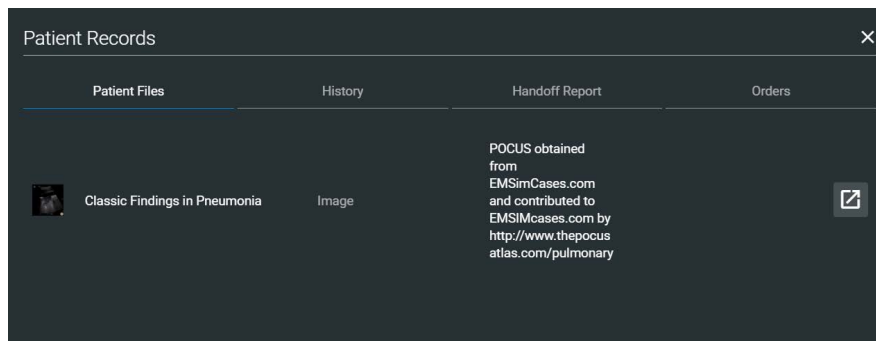 Patient Records
Patient Files
History
Handoff Report
Orders
Classic Findings in Pneumonia
Image
POCUS obtained
from
EMSimCases.com
and contributed to
EMSIMcases.com by
http://www.thepocus
atlas.com/pulmonary